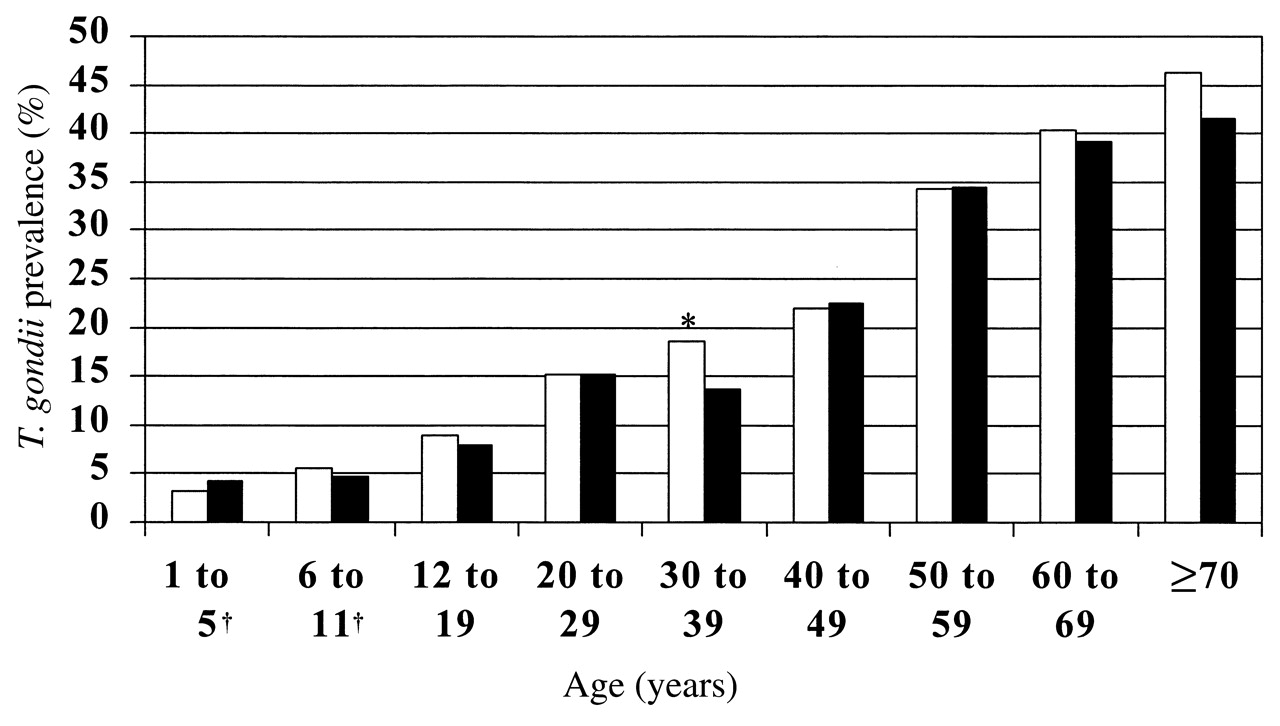 50
45
40
35
30
25
20
15
10
5
0
T. gondii prevalence (%)
*
1 to 5†
6 to 11†
12 to 19
20 to 29
30 to 39
40 to 49
50 to 59
60 to 69
≥70
Age (years)